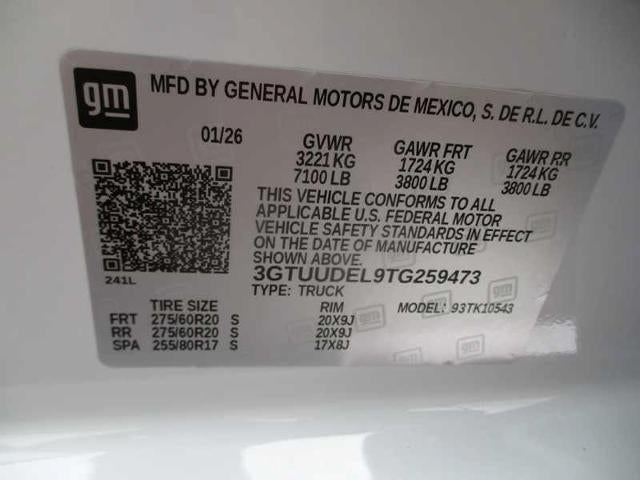 gm
MFD BY GENERAL MOTORS DE MEXICO, S. DE R.L. DE C.V.
01/26 GVWR GAWR FRT GAWR RR
3221 KG 1724 KG 1724 KG
7100 LB 3800 LB 3800 LB
THIS VEHICLE CONFORMS TO ALL
APPLICABLE U.S. FEDERAL MOTOR
VEHICLE SAFETY STANDARDS IN EFFECT
ON THE DATE OF MANUFACTURE
SHOWN ABOVE.
3GTUUDEL9TG259473
241L
TYPE: TRUCK
TIRE SIZE RIM MODEL: 93TK10543
FRT 275/60R20 S 20X9J
RR 275/60R20 S 20X9J
SPA 255/80R17 S 17X8J